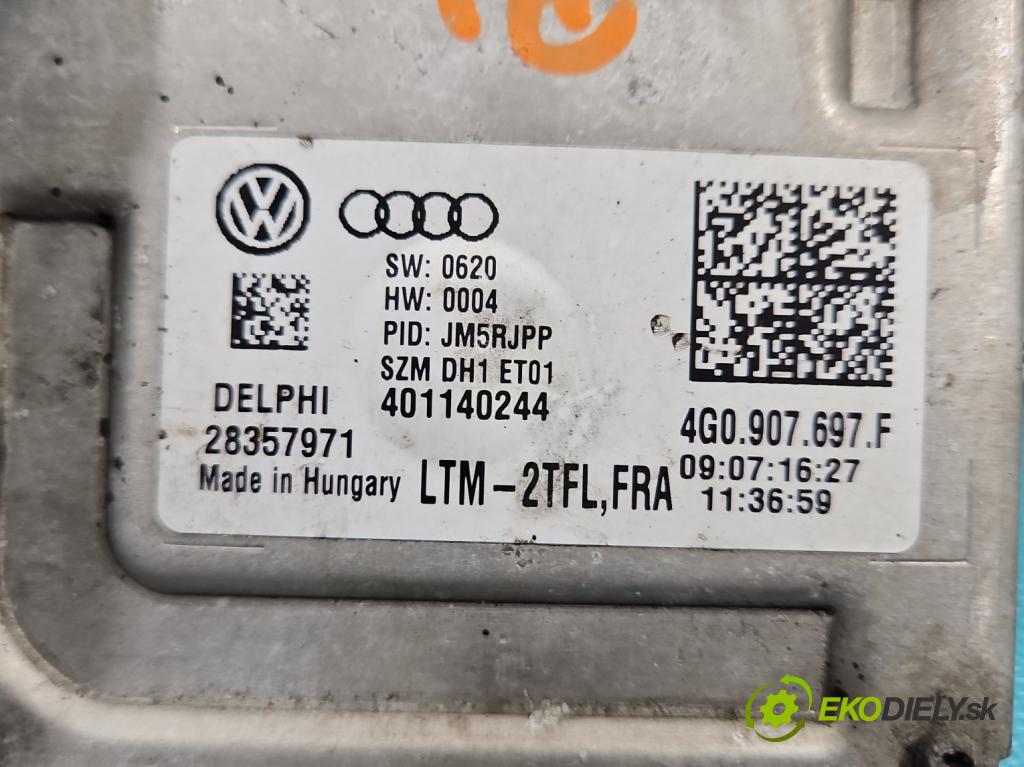 SW: 0620
HW: 0004
PID: JM5RJPP
SZM DH1 ET01
DELPHI 401140244
28357971
Made in Hungary LTM-2TFL,FRA
4G0.907.697.F
09:07:16:27
11:36:59
EKODIELY.sk